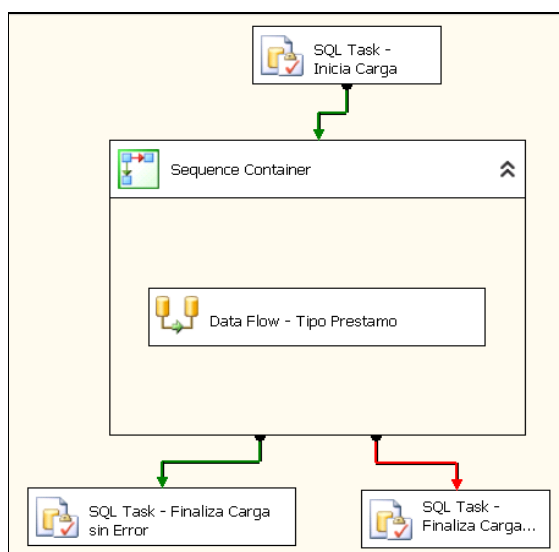 SQL Task -
Inicia Carga
Sequence Container
Data Flow - Tipo Prestamo
SQL Task - Finaliza Carga
sin Error
SQL Task -
Finaliza Carga...